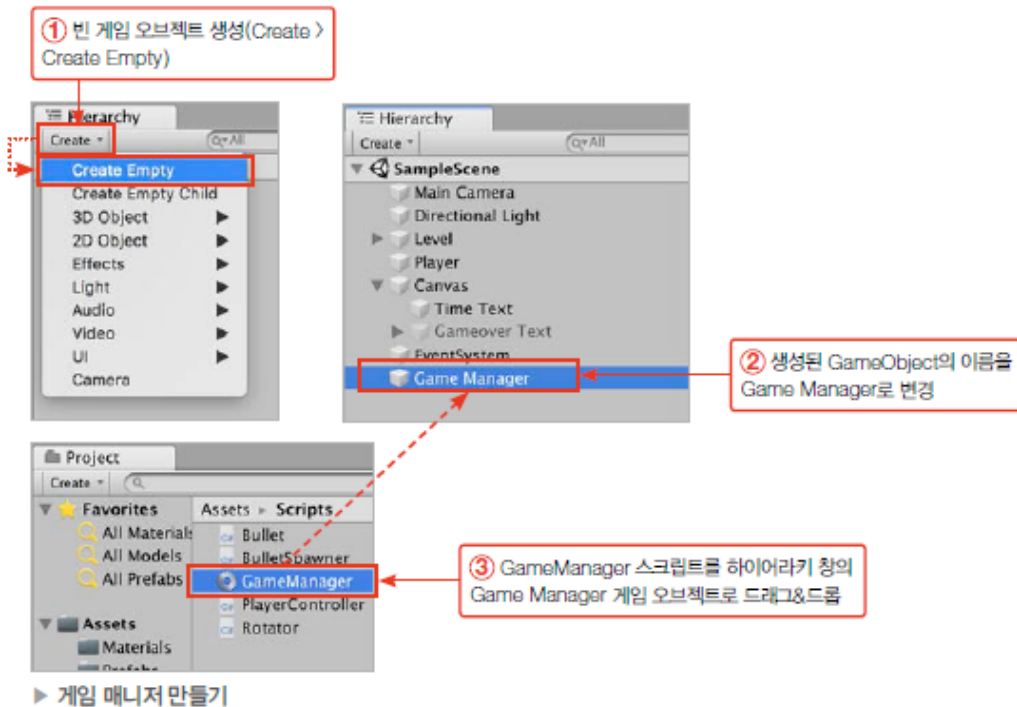 ① 빈 게임 오브젝트 생성(Create >
Create Empty)
Hierarchy
Create
All
Create Empty
Create Empty Child
3D Object
2D Object
Effects
Light
Audio
Video
UI
Camera
Hierarchy
Create
All
SampleScene
Main Camera
Directional Light
Level
Player
Canvas
Time Text
Gameover Text
EventSystem
Game Manager
② 생성된 GameObject의 이름을
Game Manager로 변경
Project
Create
Favorites
All Materials
All Models
All Prefabs
Assets
Materials
Prefabs
Assets ▸ Scripts
Bullet
BulletSpawner
GameManager
PlayerController
Rotator
③ GameManager 스크립트를 하이어라키 창의
Game Manager 게임 오브젝트로 드래그&드롭
▶ 게임 매니저 만들기